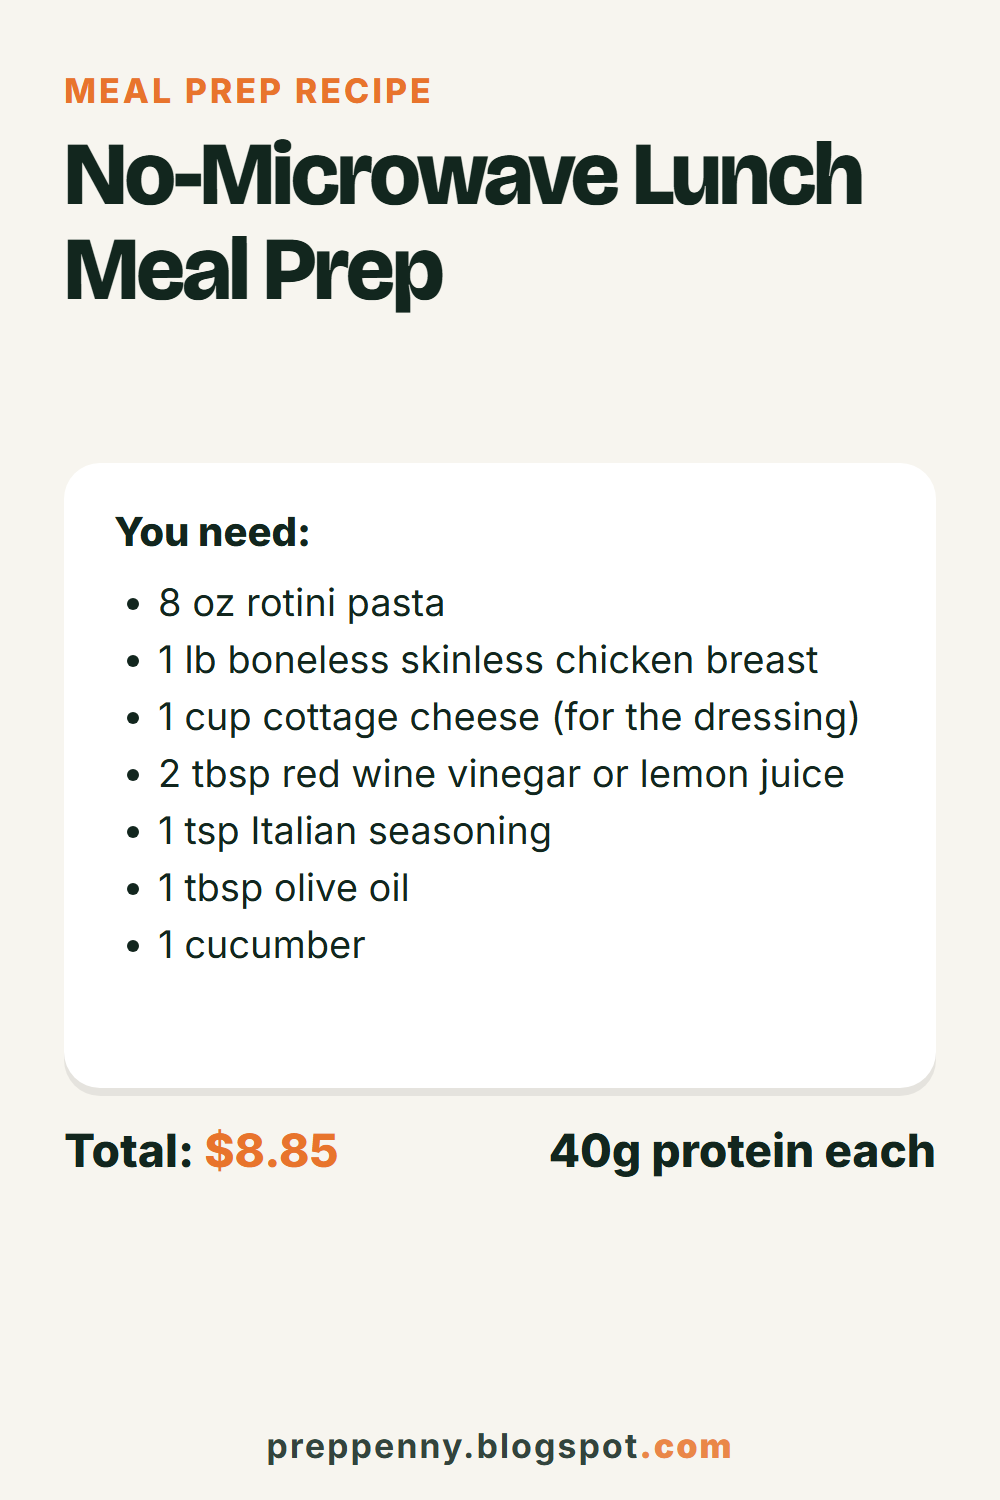 MEAL PREP RECIPE
No-Microwave Lunch
Meal Prep
You need:
• 8 oz rotini pasta
• 1 lb boneless skinless chicken breast
• 1 cup cottage cheese (for the dressing)
• 2 tbsp red wine vinegar or lemon juice
• 1 tsp Italian seasoning
• 1 tbsp olive oil
• 1 cucumber
Total: $8.85 40g protein each
preppenny.blogspot.com